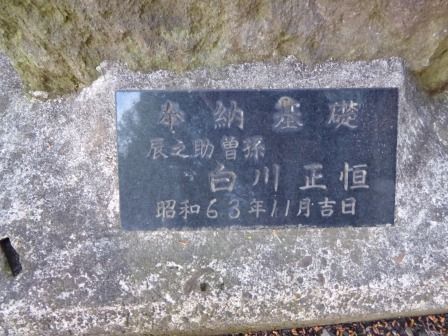 奉納基礎
辰之助曽孫
白川正恒
昭和63年11月吉日